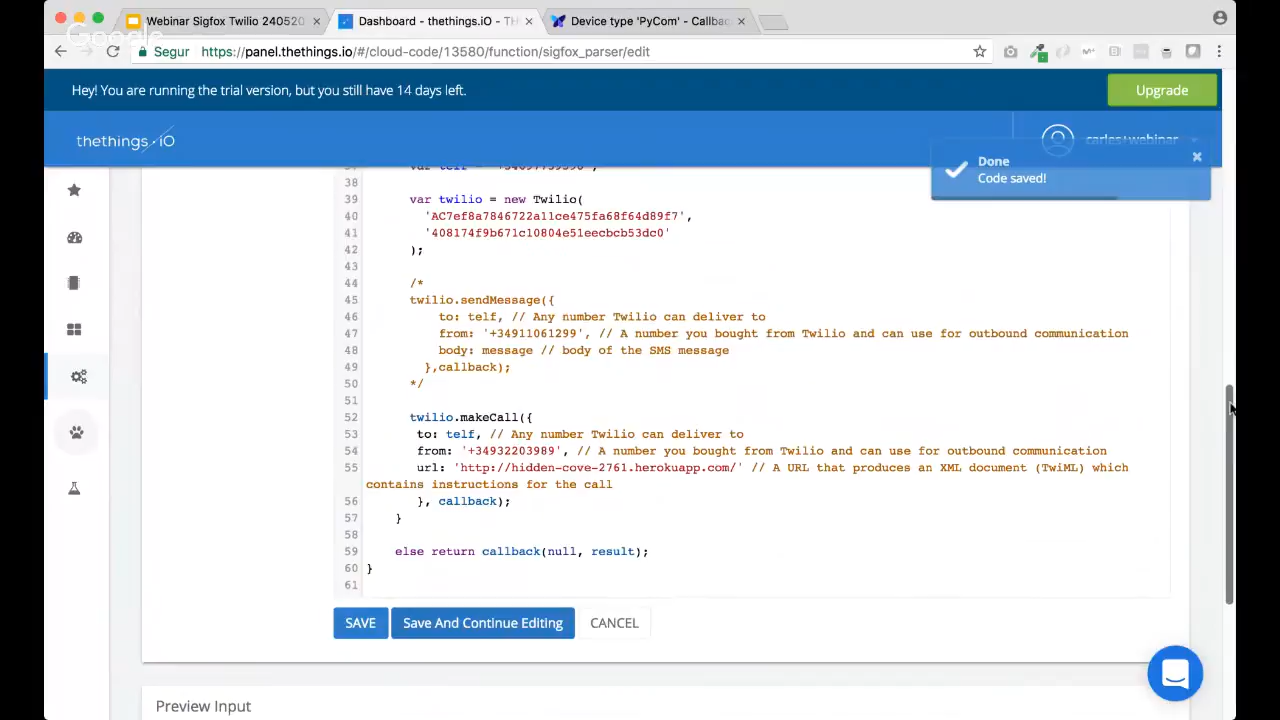 Webinar Sigfox Twilio 240520
Dashboard - thethings.iO - TH
Device type 'PyCom' - Callbac
Google
Segur
https://panel.thethings.io/#/cloud-code/13580/function/sigfox_parser/edit
Hey! You are running the trial version, but you still have 14 days left.
Upgrade
thethings.iO
carles+webinar
Done
Code saved!
38
39 var twilio = new Twilio(
40 'AC7ef8a7846722a11ce475fa68f64d89f7',
41 '408174f9b671c10804e51eecbcb53dc0'
42 );
43
44 /*
45 twilio.sendMessage({
46 to: telf, // Any number Twilio can deliver to
47 from: '+34911061299', // A number you bought from Twilio and can use for outbound communication
48 body: message // body of the SMS message
49 },callback);
50 */
51
52 twilio.makeCall({
53 to: telf, // Any number Twilio can deliver to
54 from: '+34932203989', // A number you bought from Twilio and can use for outbound communication
55 url: 'http://hidden-cove-2761.herokuapp.com/' // A URL that produces an XML document (TwiML) which
contains instructions for the call
56 }, callback);
57 }
58
59 else return callback(null, result);
60 }
61
SAVE
Save And Continue Editing
CANCEL
Preview Input